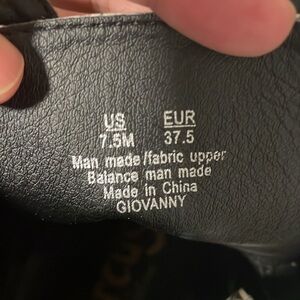 US EUR
7.5M 37.5
Man made/fabric upper
Balance man made
Made in China
GIOVANNY